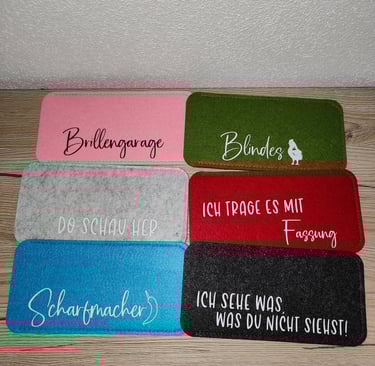 Brillengarage
Blindes
DO SCHAU HER
ICH TRAGE ES MIT
Fassung
Scharfmacher
ICH SEHE WAS,
WAS DU NICHT SIEHST!